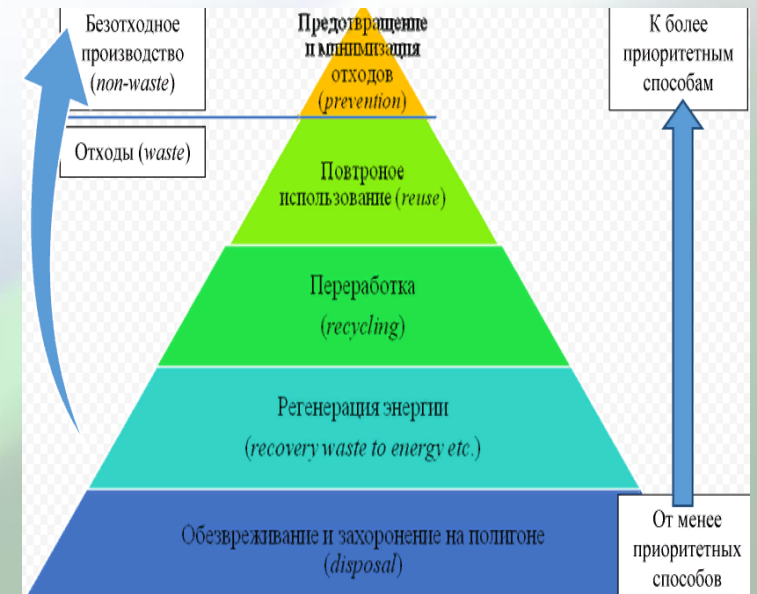 Безотходное
производство
(non-waste)
Отходы (waste)
Предотвращение
и минимизация
отходов
(prevention)
К более
приоритетным
способам
Повтроное
использование (reuse)
Переработка
(recycling)
Регенерация энергии
(recovery waste to energy etc.)
Обезвреживание и захоронение на полигоне
(disposal)
От менее
приоритетных
способов